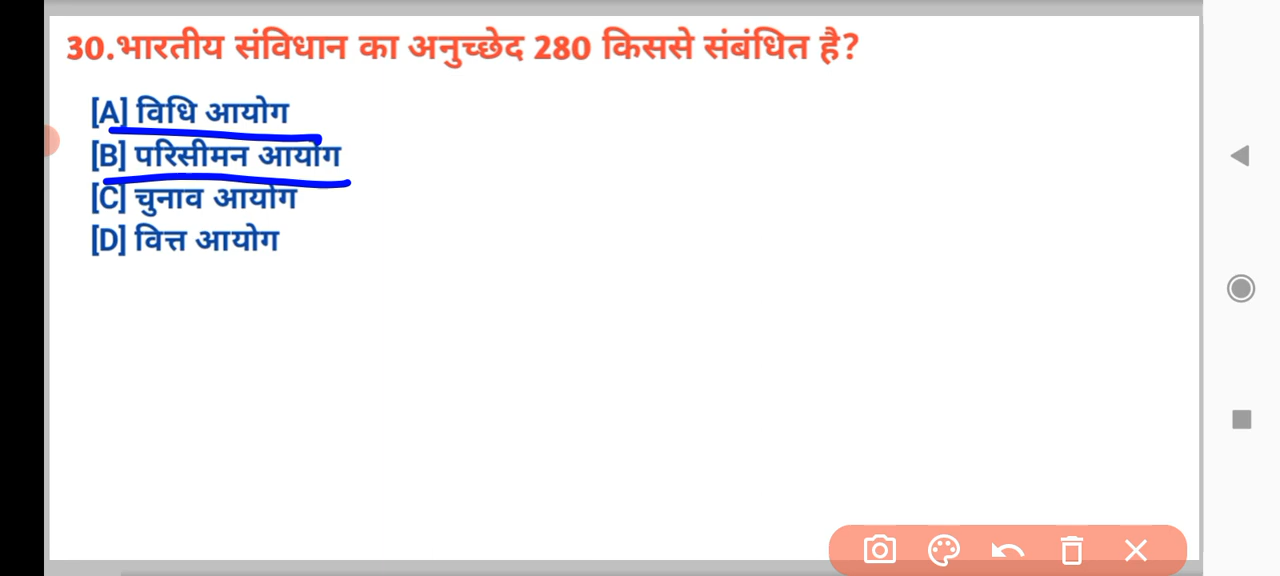 30.भारतीय संविधान का अनुच्छेद 280 किससे संबंधित है?
[A] विधि आयोग
[B] परिसीमन आयोग
[C] चुनाव आयोग
[D] वित्त आयोग